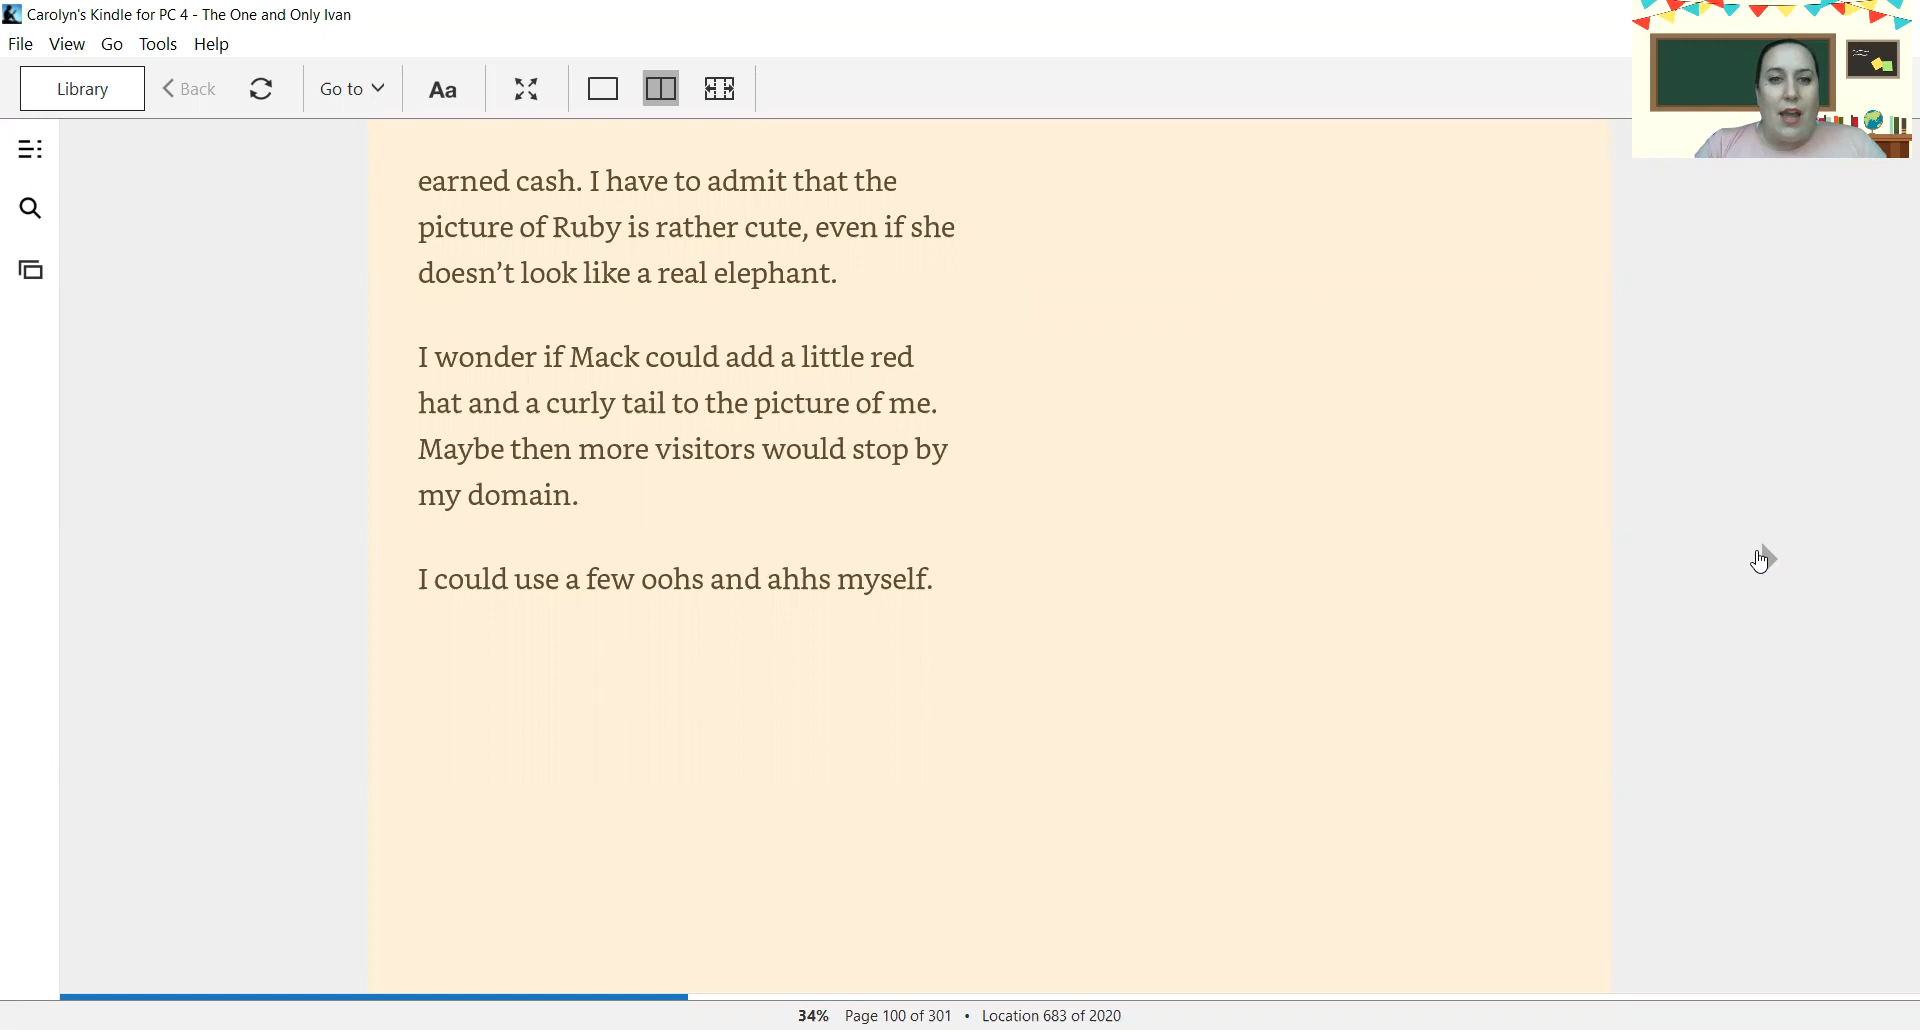 Carolyn's Kindle for PC 4 - The One and Only Ivan
File View Go Tools Help
Library Back Go to Aa
earned cash. I have to admit that the
picture of Ruby is rather cute, even if she
doesn’t look like a real elephant.
I wonder if Mack could add a little red
hat and a curly tail to the picture of me.
Maybe then more visitors would stop by
my domain.
I could use a few oohs and ahhs myself.
34% Page 100 of 301 • Location 683 of 2020